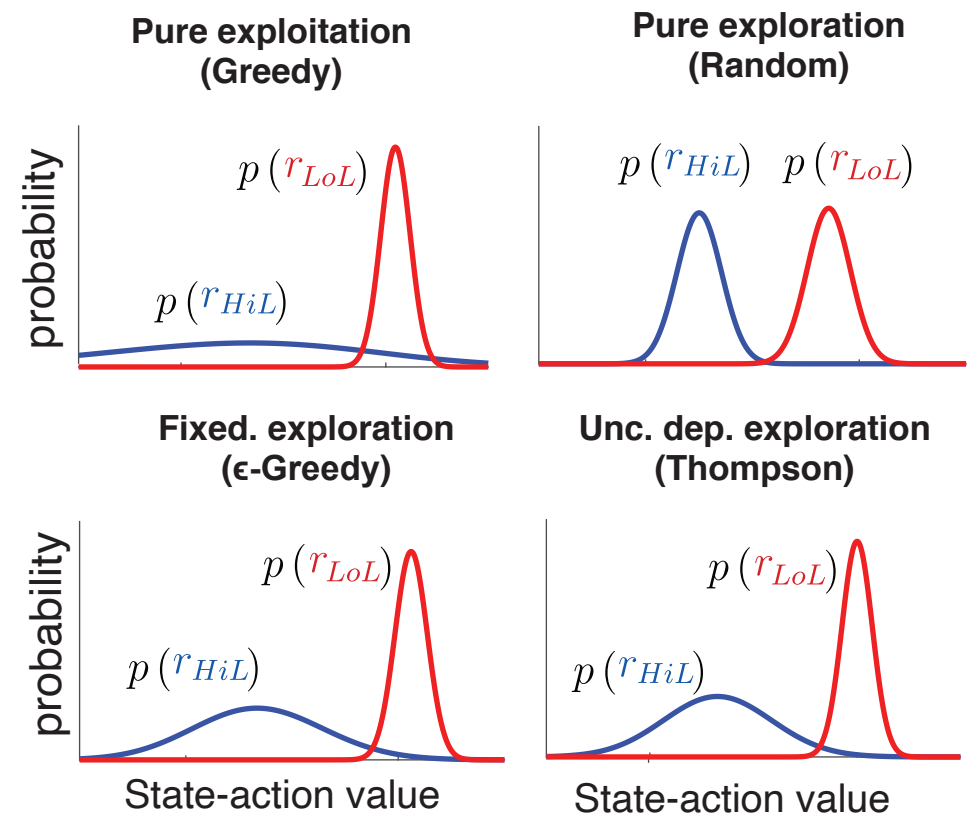 Pure exploitation
(Greedy)
Pure exploration
(Random)
probability
p (r_LoL)
p (r_HiL)
p (r_HiL)
p (r_LoL)
Fixed. exploration
(ϵ-Greedy)
Unc. dep. exploration
(Thompson)
probability
p (r_LoL)
p (r_HiL)
p (r_LoL)
p (r_HiL)
State-action value
State-action value